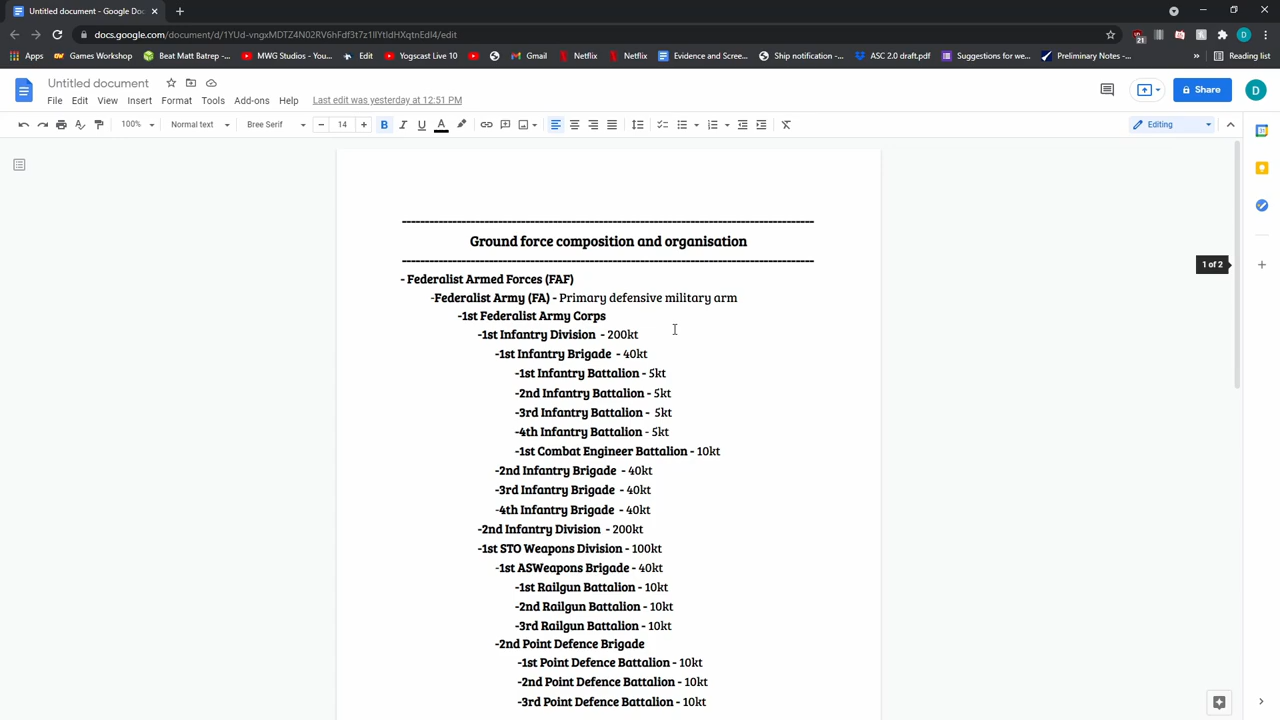 Untitled document - Google Doc
docs.google.com/document/d/1YUd-vngxMDTZ4N02RV6hFdf3t7z1IlYtIdHXqtnEdI4/edit
Apps
Games Workshop
Beat Matt Batrep -...
MWG Studios - You...
Edit
Yogscast Live 10
Gmail
Netflix
Netflix
Evidence and Scree...
Ship notification -...
ASC 2.0 draft.pdf
Suggestions for we...
Preliminary Notes -...
»
Reading list
Untitled document
File Edit View Insert Format Tools Add-ons Help Last edit was yesterday at 12:51 PM
Share
D
100% Normal text Bree Serif - 14 + B I U A
Editing
1 of 2
Ground force composition and organisation
- Federalist Armed Forces (FAF)
-Federalist Army (FA) - Primary defensive military arm
-1st Federalist Army Corps
-1st Infantry Division - 200kt
-1st Infantry Brigade - 40kt
-1st Infantry Battalion - 5kt
-2nd Infantry Battalion - 5kt
-3rd Infantry Battalion - 5kt
-4th Infantry Battalion - 5kt
-1st Combat Engineer Battalion - 10kt
-2nd Infantry Brigade - 40kt
-3rd Infantry Brigade - 40kt
-4th Infantry Brigade - 40kt
-2nd Infantry Division - 200kt
-1st STO Weapons Division - 100kt
-1st ASWeapons Brigade - 40kt
-1st Railgun Battalion - 10kt
-2nd Railgun Battalion - 10kt
-3rd Railgun Battalion - 10kt
-2nd Point Defence Brigade
-1st Point Defence Battalion - 10kt
-2nd Point Defence Battalion - 10kt
-3rd Point Defence Battalion - 10kt